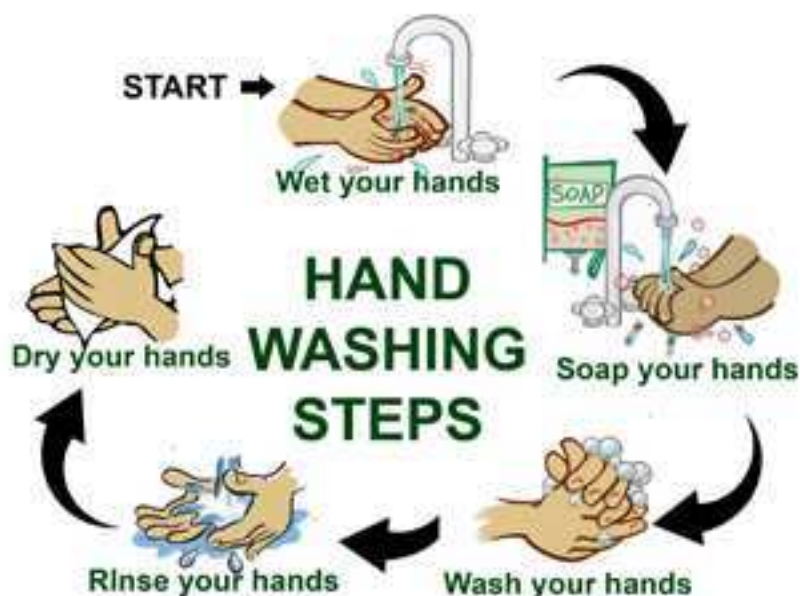 START
Wet your hands
SOAP
Soap your hands
Wash your hands
RInse your hands
Dry your hands
HAND
WASHING
STEPS